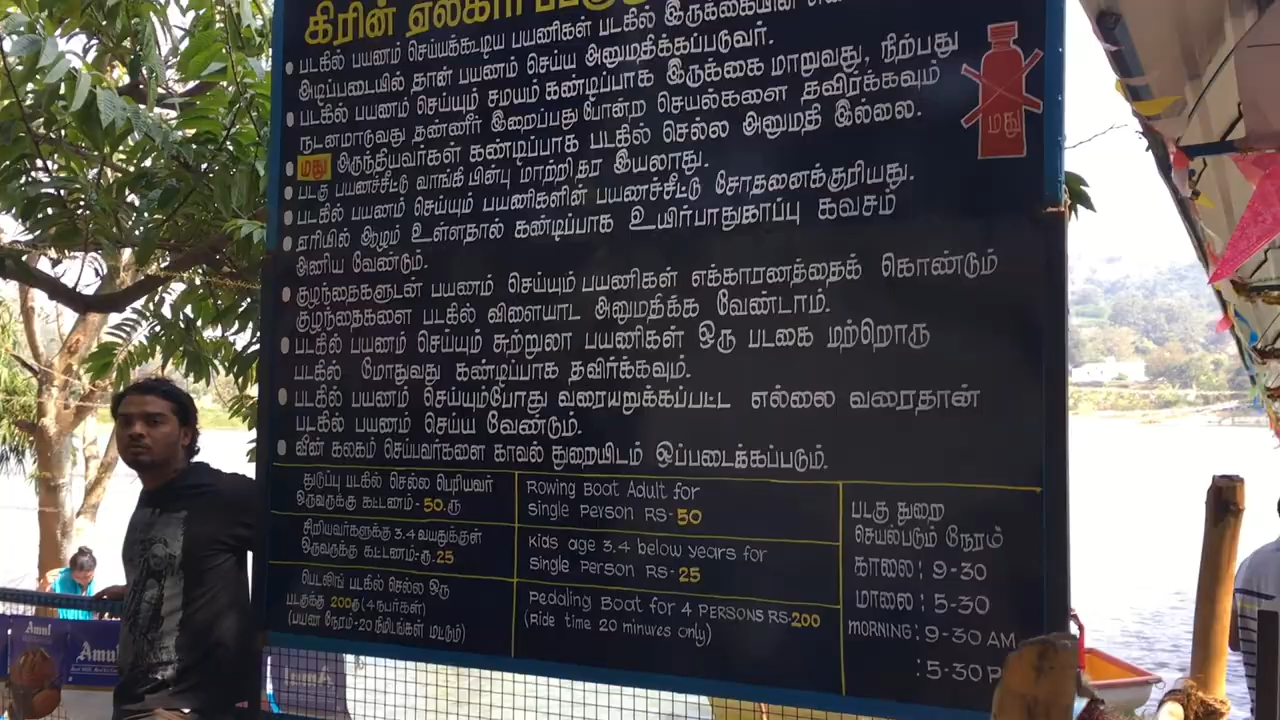 கிரின்
படகில் பயணம் செய்யக்கூடிய பயணிகள் படகில் இருக்கையின்
அடிப்படையில் தான் பயணம் செய்ய அனுமதிக்கப்படுவர்.
படகில் பயணம் செய்யும் சமயம் கண்டிப்பாக இருக்கை மாறுவது, நிற்பது
நடனமாடுவது தண்ணீர் இறைப்பது போன்ற செயல்களை தவிர்க்கவும்
மது அருந்தியவர்கள் கண்டிப்பாக படகில் செல்ல அனுமதி இல்லை.
படகு பயணச்சீட்டு வாங்கி பின்பு மாற்றி தர இயலாது.
படகில் பயணம் செய்யும் பயணிகளின் பயணச்சீட்டு சோதனைக்குரியது.
ஏரியில் ஆழம் உள்ளதால் கண்டிப்பாக உயிர்பாதுகாப்பு கவசம்
அணிய வேண்டும்.
குழந்தைகளுடன் பயணம் செய்யும் பயணிகள் எக்காரணத்தைக் கொண்டும்
குழந்தைகளை படகில் விளையாட அனுமதிக்க வேண்டாம்.
படகில் பயணம் செய்யும் சுற்றுலா பயணிகள் ஒரு படகை மற்றொரு
படகில் மோதுவது கண்டிப்பாக தவிர்க்கவும்.
படகில் பயணம் செய்யும்போது வரையறுக்கப்பட்ட எல்லை வரைதான்
படகில் பயணம் செய்ய வேண்டும்.
வீன் கலகம் செய்பவர்களை காவல் துறையிடம் ஒப்படைக்கப்படும்.
மது
துடுப்பு படகில் செல்ல பெரியவர்
ஒருவருக்கு கட்டணம் - 50.ரூ
Rowing Boat Adult for
Single Person RS-50
சிறியவர்களுக்கு 3.4 வயதுக்குள்
ஒருவருக்கு கட்டணம்-ரூ.25
Kids age 3.4 below years for
Single Person RS-25
பெடலிங் படகில் செல்ல ஒரு
படகுக்கு 200ரூ (4 நபர்கள்)
(பயண நேரம்-20 நிமிடங்கள் மட்டும்)
Pedaling Boat for 4 PERSONS RS-200
(Ride time 20 minures only)
படகு துறை
செயல்படும் நேரம்
காலை: 9-30
மாலை: 5-30
MORNING: 9-30 AM
: 5-30 P
Amul
Amul